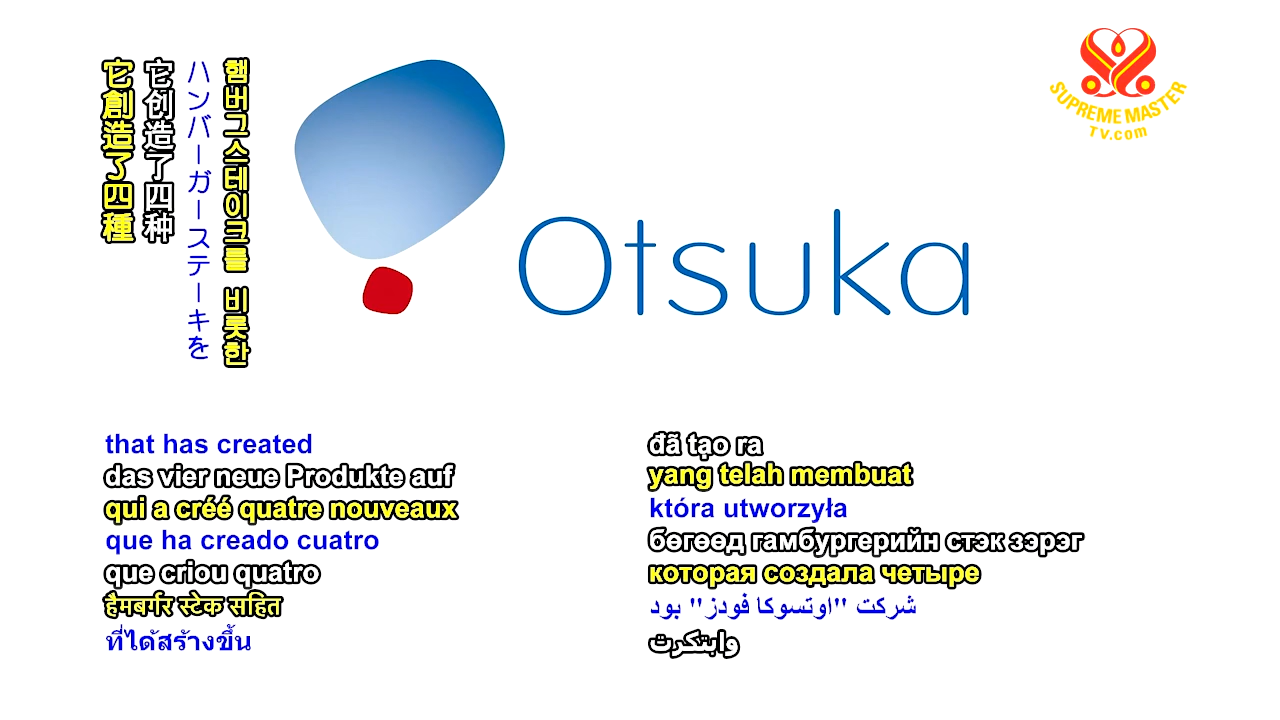 SUPREME MASTER
TV.com
햄버그스테이크를 비롯한
ハンバーガーステーキを
它创造了四种
它創造了四種
Otsuka
that has created
das vier neue Produkte auf
qui a créé quatre nouveaux
que ha creado cuatro
que criou quatro
हैमबर्गर स्टेक सहित
ที่ได้สร้างขึ้น
đã tạo ra
yang telah membuat
która utworzyła
бөгөөд гамбургерийн стэк зэрэг
которая создала четыре
شرکت "اوتسوکا فودز" بود
وابتكرت